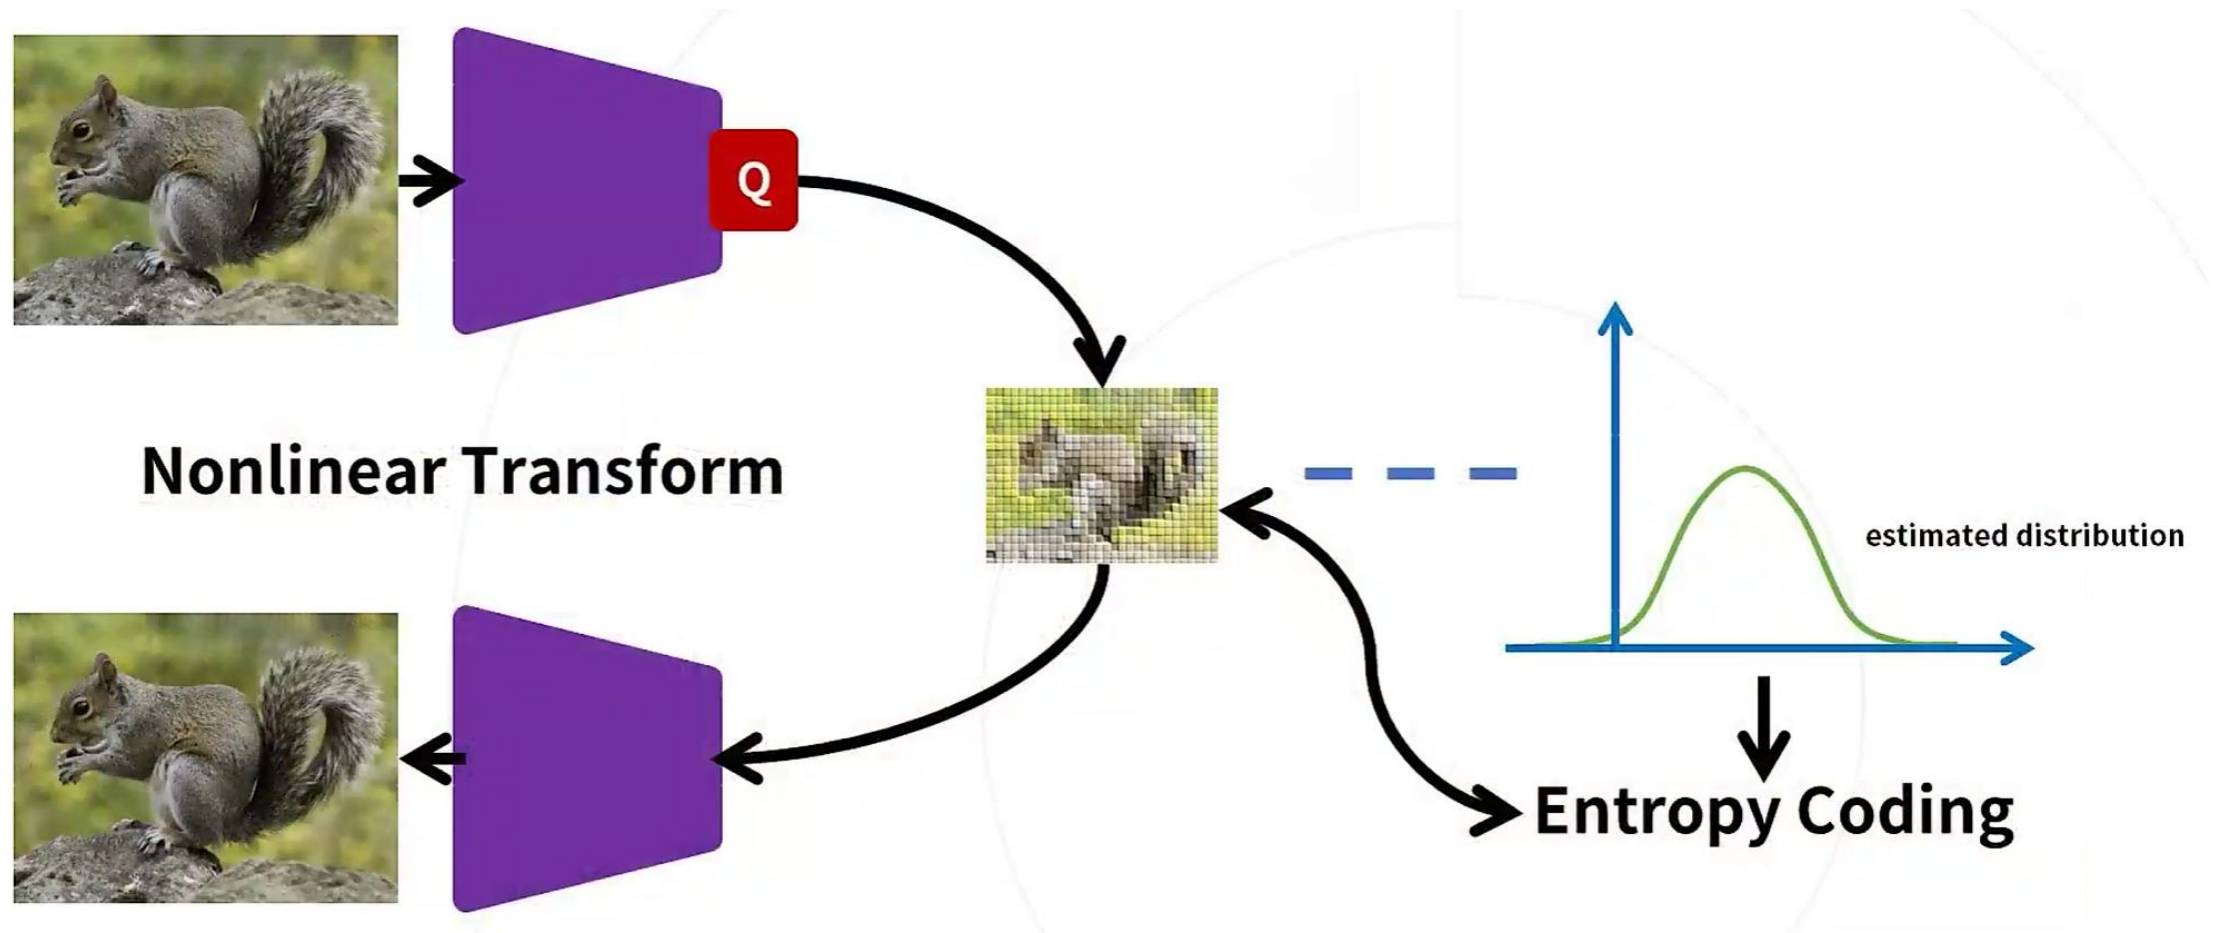 Q
Nonlinear Transform
estimated distribution
Entropy Coding